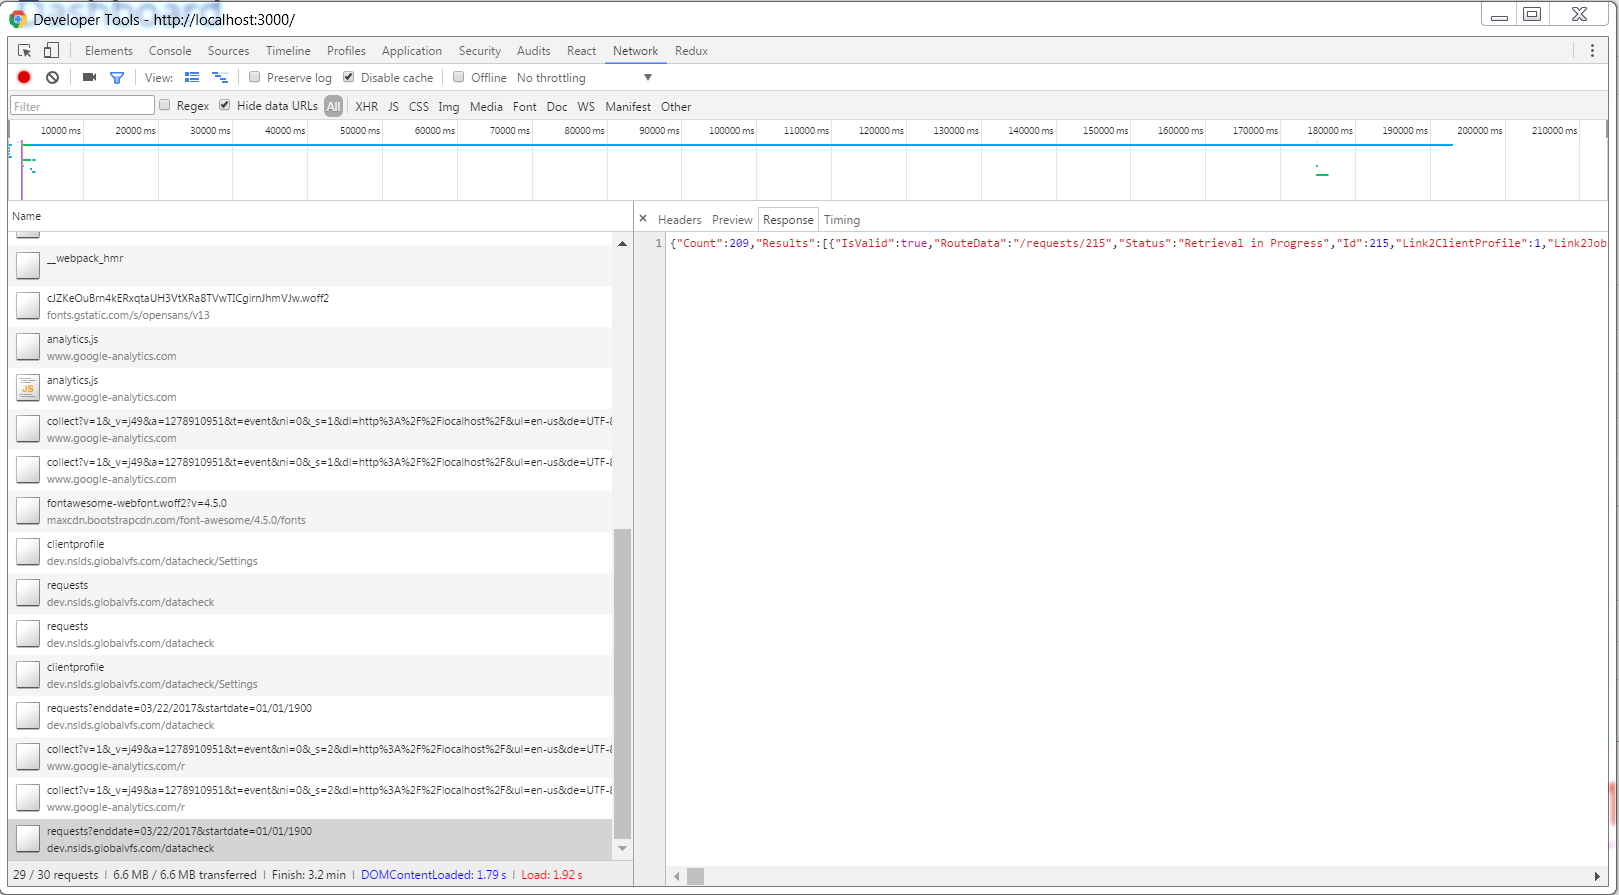 Dashboard
Developer Tools - http://localhost:3000/
Elements Console Sources Timeline Profiles Application Security Audits React Network Redux
View: Preserve log Disable cache Offline No throttling
Filter Regex Hide data URLs All XHR JS CSS Img Media Font Doc WS Manifest Other
10000 ms 20000 ms 30000 ms 40000 ms 50000 ms 60000 ms 70000 ms 80000 ms 90000 ms 100000 ms 110000 ms 120000 ms 130000 ms 140000 ms 150000 ms 160000 ms 170000 ms 180000 ms 190000 ms 200000 ms 210000 ms
Name
__webpack_hmr
cJZKeOuBrn4kERxqtaUH3VtXRa8TVwTICgirnJhmVJw.woff2
fonts.gstatic.com/s/opensans/v13
analytics.js
www.google-analytics.com
JS
analytics.js
www.google-analytics.com
collect?v=1&_v=j49&a=1278910951&t=event&ni=0&_s=1&dl=http%3A%2F%2Flocalhost%2F&ul=en-us&de=UTF-8
www.google-analytics.com
collect?v=1&_v=j49&a=1278910951&t=event&ni=0&_s=1&dl=http%3A%2F%2Flocalhost%2F&ul=en-us&de=UTF-8
www.google-analytics.com
fontawesome-webfont.woff2?v=4.5.0
maxcdn.bootstrapcdn.com/font-awesome/4.5.0/fonts
clientprofile
dev.nslds.globalvfs.com/datacheck/Settings
requests
dev.nslds.globalvfs.com/datacheck
requests
dev.nslds.globalvfs.com/datacheck
clientprofile
dev.nslds.globalvfs.com/datacheck/Settings
requests?enddate=03/22/2017&startdate=01/01/1900
dev.nslds.globalvfs.com/datacheck
collect?v=1&_v=j49&a=1278910951&t=event&ni=0&_s=2&dl=http%3A%2F%2Flocalhost%2F&ul=en-us&de=UTF-8
www.google-analytics.com/r
collect?v=1&_v=j49&a=1278910951&t=event&ni=0&_s=2&dl=http%3A%2F%2Flocalhost%2F&ul=en-us&de=UTF-8
www.google-analytics.com/r
requests?enddate=03/22/2017&startdate=01/01/1900
dev.nslds.globalvfs.com/datacheck
29 / 30 requests | 6.6 MB / 6.6 MB transferred | Finish: 3.2 min | DOMContentLoaded: 1.79 s | Load: 1.92 s
× Headers Preview Response Timing
1 {"Count":209,"Results":[{"IsValid":true,"RouteData":"/requests/215","Status":"Retrieval in Progress","Id":215,"Link2ClientProfile":1,"Link2Job